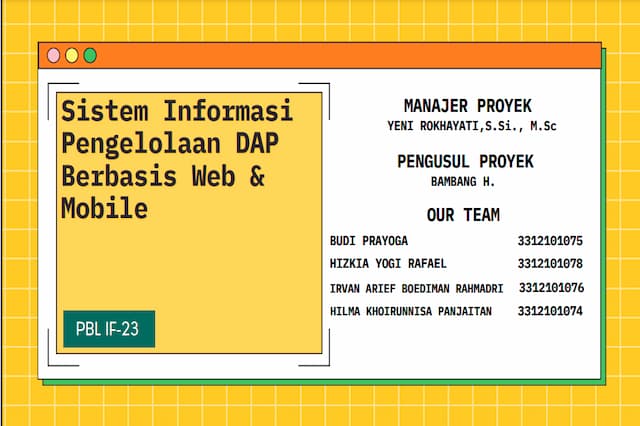 Sistem Informasi
Pengelolaan DAP
Berbasis Web &
Mobile
PBL IF-23
MANAJER PROYEK
YENI ROKHAYATI,S.Si., M.Sc
PENGUSUL PROYEK
BAMBANG H.
OUR TEAM
BUDI PRAYOGA 3312101075
HIZKIA YOGI RAFAEL 3312101078
IRVAN ARIEF BOEDIMAN RAHMADRI 3312101076
HILMA KHOIRUNNISA PANJAITAN 3312101074